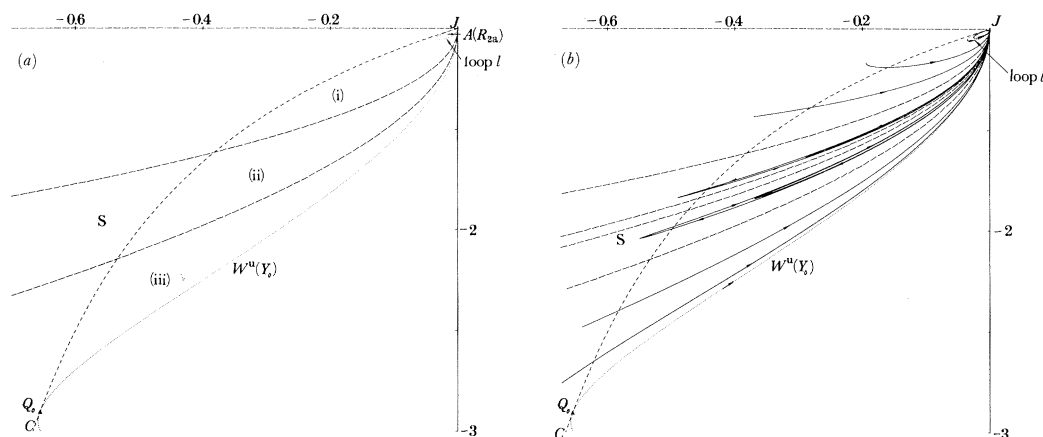 −0.6 −0.4 −0.2 J
A(R₂ₐ)
(a)
loop l
(i)
(ii)
S
−2
(iii)
Wᵘ(Y₀)
Q₀
C
−3
−0.6 −0.4 −0.2 J
(b)
loop l
S
−2
Wᵘ(Y₀)
Q₀
C
−3